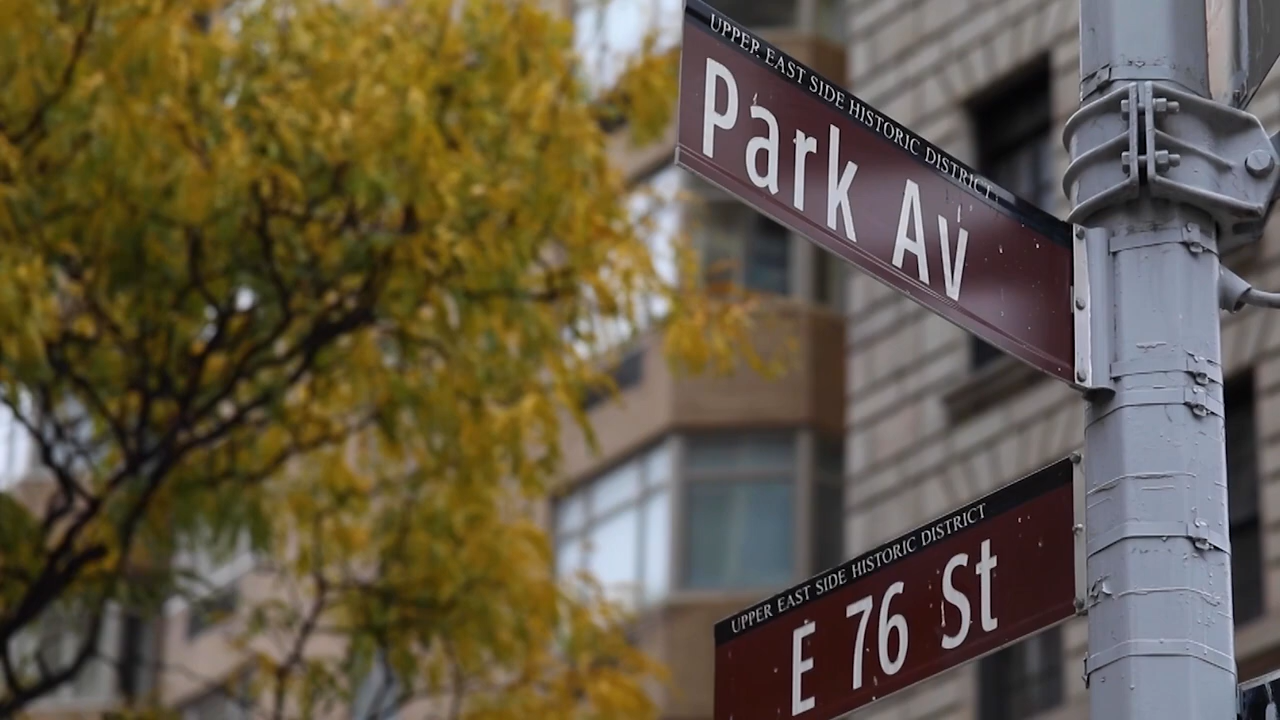 UPPER EAST SIDE HISTORIC DISTRICT
Park Av
UPPER EAST SIDE HISTORIC DISTRICT
E 76 St